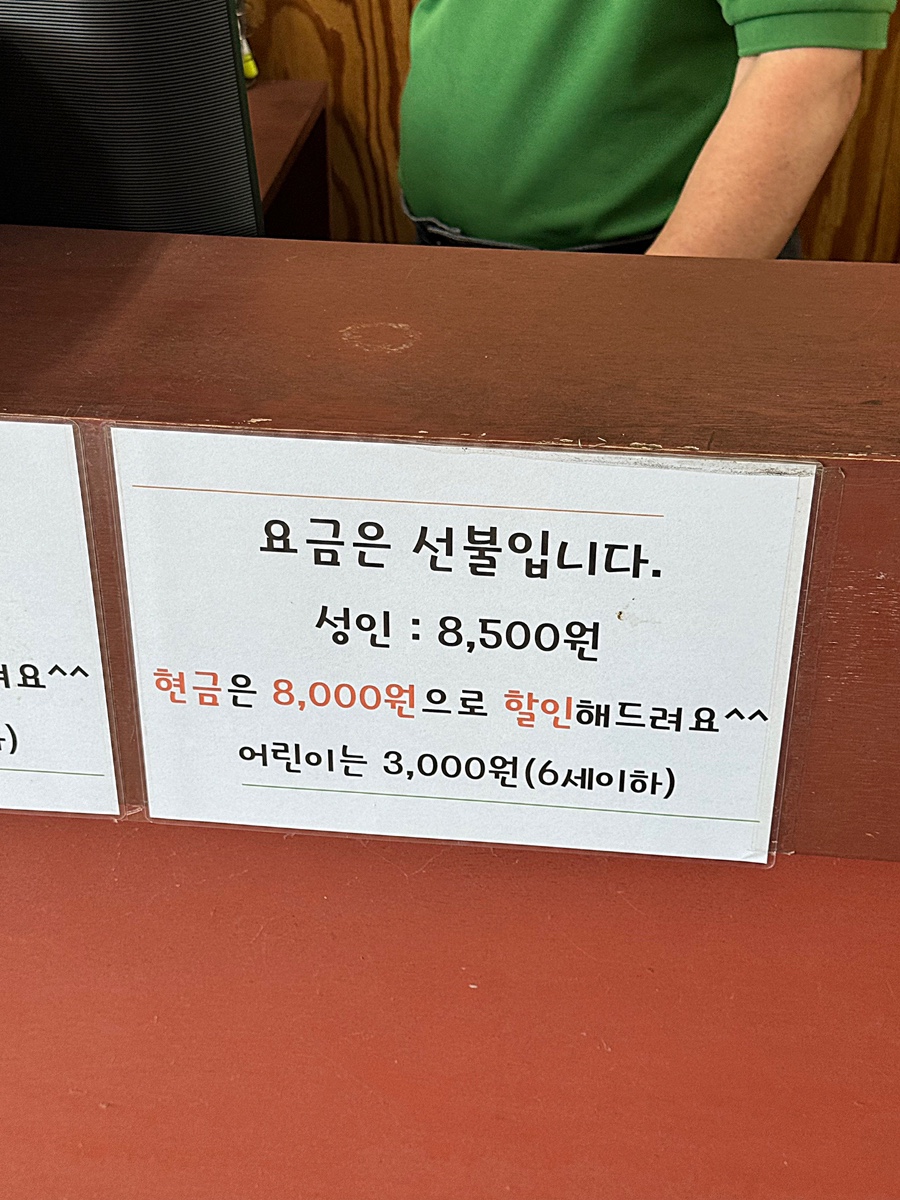 요금은 선불입니다.
성인 : 8,500원
현금은 8,000원으로 할인해드려요^^
어린이는 3,000원(6세이하)
려요^^
)